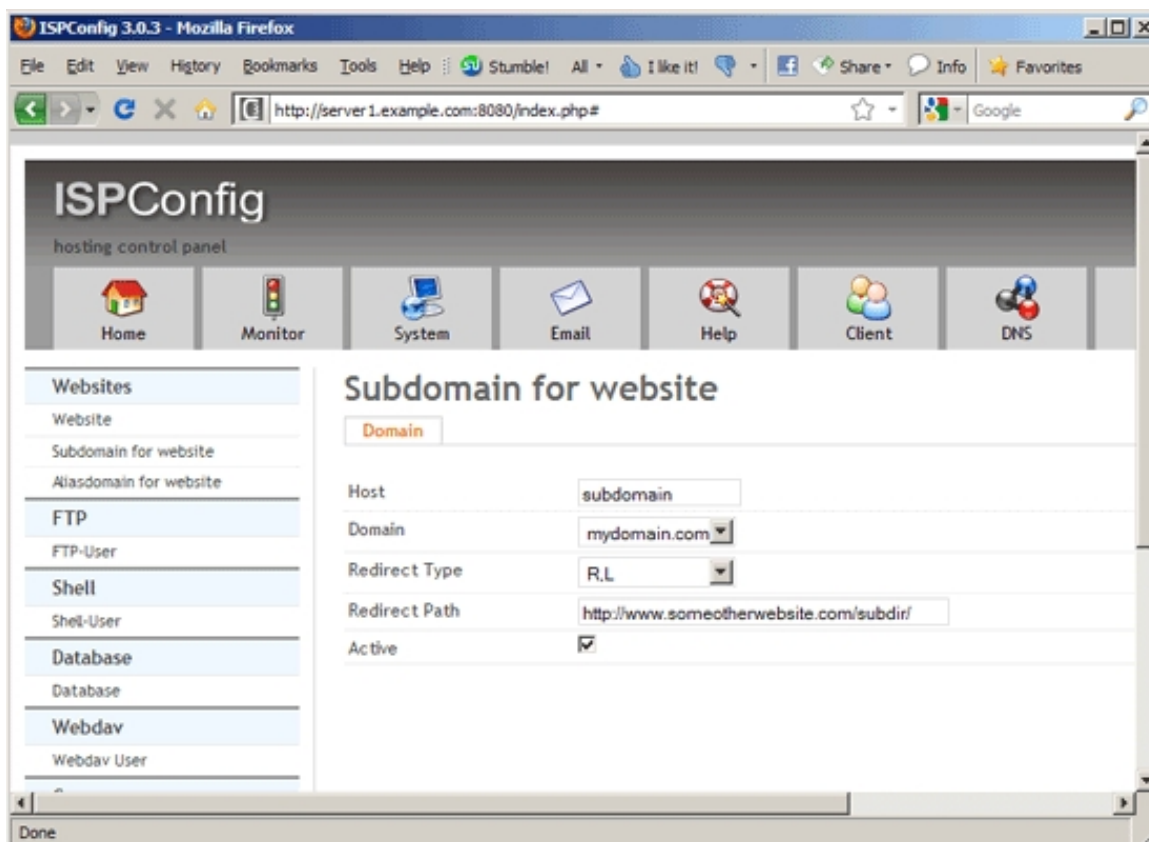 ISPConfig 3.0.3 - Mozilla Firefox
File Edit View History Bookmarks Tools Help Stumble! All I like it! Share Info Favorites
http://server1.example.com:8080/index.php# Google
ISPConfig
hosting control panel
Home Monitor System Email Help Client DNS
Websites
Website
Subdomain for website
Aliasdomain for website
FTP
FTP-User
Shell
Shell-User
Database
Database
Webdav
Webdav User
Subdomain for website
Domain
Host subdomain
Domain mydomain.com
Redirect Type R,L
Redirect Path http://www.someotherwebsite.com/subdir/
Active
Done